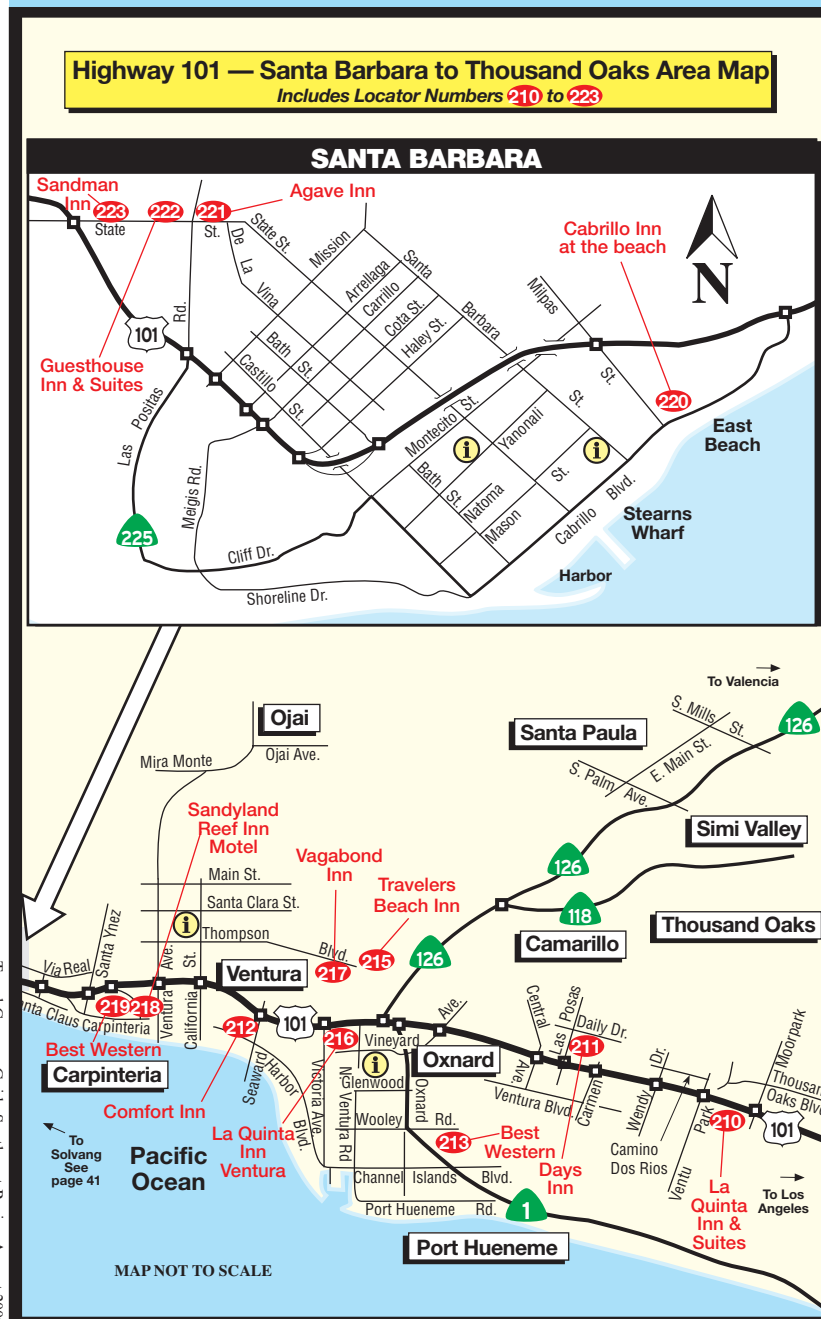 Highway 101 — Santa Barbara to Thousand Oaks Area Map
Includes Locator Numbers 210 to 223
SANTA BARBARA
Sandman
Inn
223
222
221
Agave Inn
State
St.
State St.
De La Vina
Mission
Arrellaga
Carrillo
Cota St.
Haley St.
Santa Barbara St.
Milpas St.
Cabrillo Inn
at the beach
N
101
Las Positas Rd.
Guesthouse
Inn & Suites
Bath St.
Castillo St.
220
East
Beach
Montecito St.
Yanonali St.
i
i
Bath St.
Natoma
Mason
Cabrillo Blvd.
Meigis Rd.
225
Cliff Dr.
Stearns
Wharf
Harbor
Shoreline Dr.
To Valencia
Ojai
Ojai Ave.
Mira Monte
Santa Paula
S. Mills St.
126
E. Main St.
S. Palm Ave.
Simi Valley
Sandyland
Reef Inn
Motel
Vagabond
Inn
Travelers
Beach Inn
126
118
Main St.
Santa Clara St.
i
Thompson Blvd.
217
215
126
Camarillo
Thousand Oaks
Via Real
Santa Ynez
Ventura Ave.
California St.
Ventura
219
218
Carpinteria
Best Western
Carpinteria
212
101
216
Vineyard Ave.
i
Oxnard
Central Ave.
Las Posas
Daily Dr.
211
Carmen
Ventura Blvd.
Wendy Dr.
Moorpark
Thousand
Oaks Blvd
Ventu Park
210
101
Seaward
Harbor Blvd.
Victoria Ave.
N. Ventura Rd
Glenwood
Oxnard
Wooley Rd.
213
Best
Western
Days
Inn
Camino
Dos Rios
Comfort Inn
La Quinta
Inn
Ventura
La
Quinta
Inn &
Suites
To
Solvang
See
page 41
Pacific
Ocean
Channel Islands Blvd.
Port Hueneme Rd.
1
To Los
Angeles
Port Hueneme
MAP NOT TO SCALE